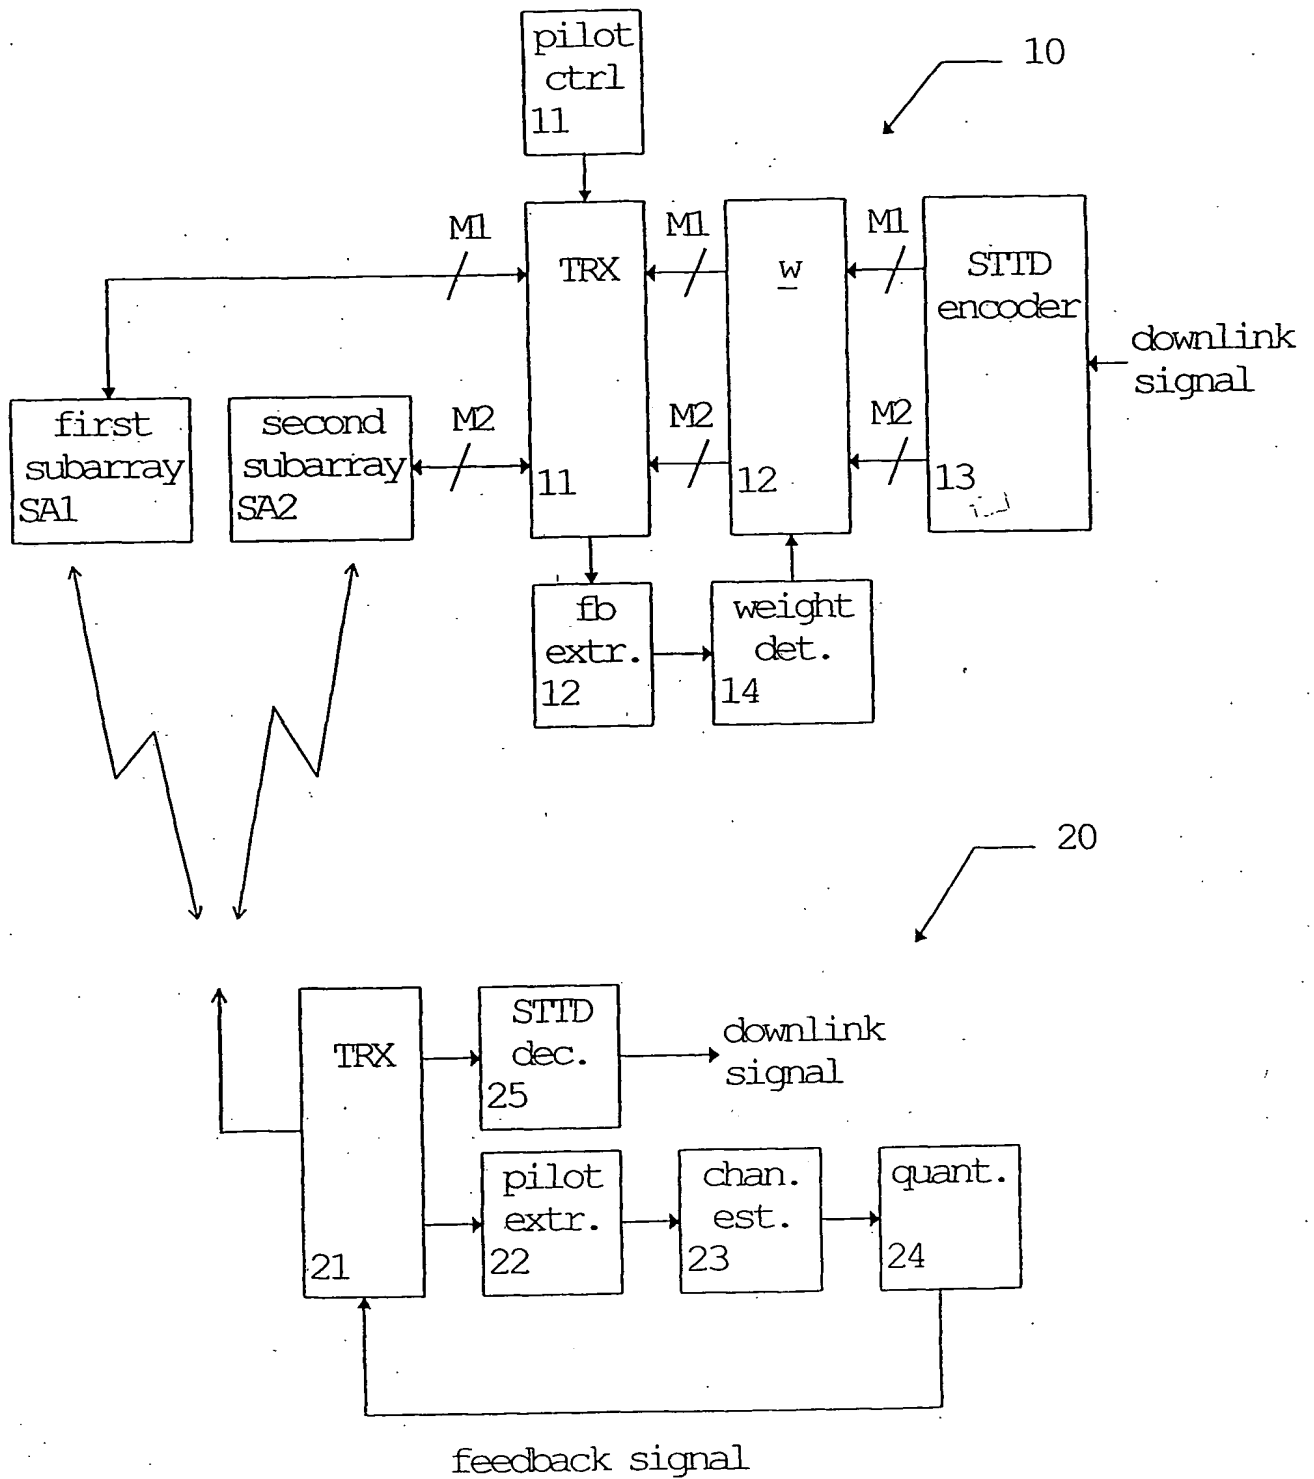 pilot
ctrl
11
10
M1
M1
M1
TRX
w
STTD
encoder
downlink
signal
first
subarray
SA1
second
subarray
SA2
M2
M2
M2
11
12
13
fb
extr.
12
weight
det.
14
20
TRX
21
STTD
dec.
25
downlink
signal
pilot
extr.
22
chan.
est.
23
quant.
24
feedback signal